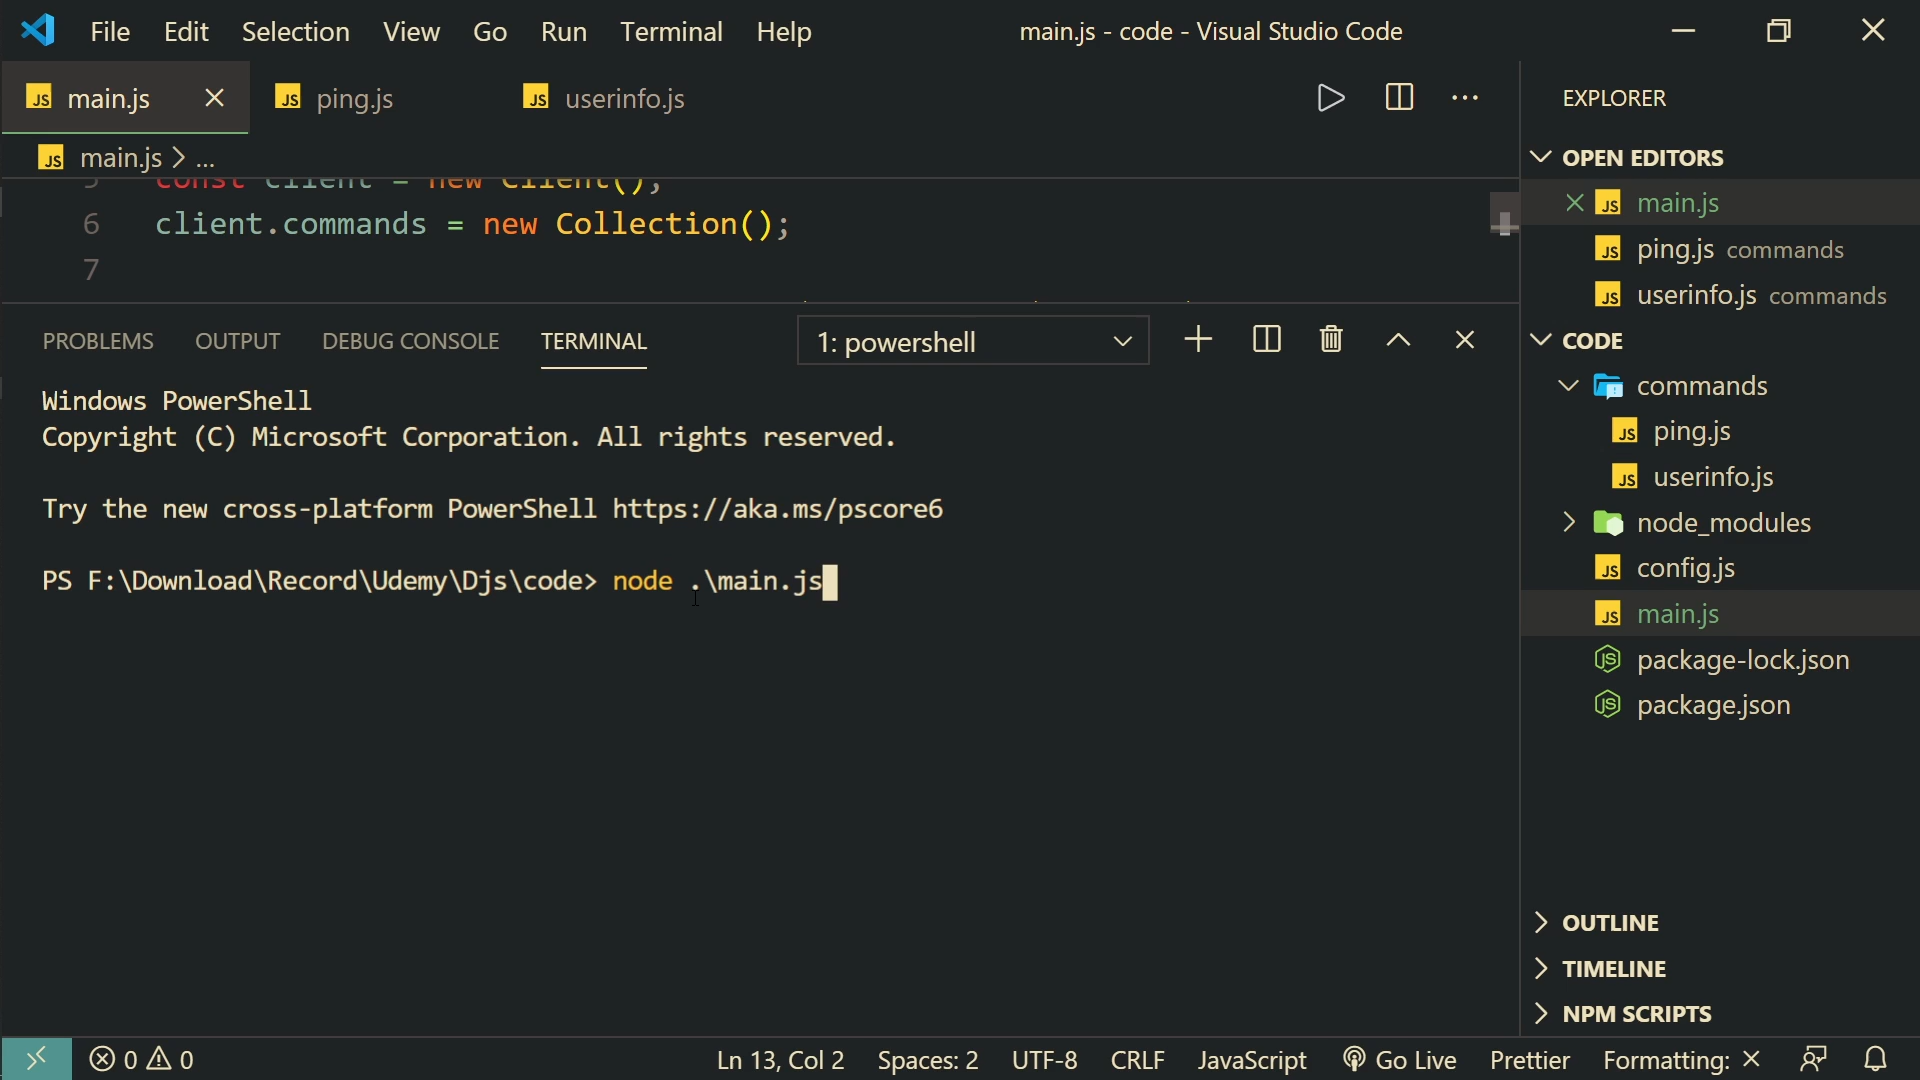 File Edit Selection View Go Run Terminal Help main.js - code - Visual Studio Code
main.js ping.js userinfo.js
main.js > ...
5 const client = new Client();
6 client.commands = new Collection();
7
PROBLEMS OUTPUT DEBUG CONSOLE TERMINAL 1: powershell
Windows PowerShell
Copyright (C) Microsoft Corporation. All rights reserved.
Try the new cross-platform PowerShell https://aka.ms/pscore6
PS F:\Download\Record\Udemy\Djs\code> node .\main.js
EXPLORER
OPEN EDITORS
main.js
ping.js commands
userinfo.js commands
CODE
commands
ping.js
userinfo.js
node_modules
config.js
main.js
package-lock.json
package.json
OUTLINE
TIMELINE
NPM SCRIPTS
0 0 Ln 13, Col 2 Spaces: 2 UTF-8 CRLF JavaScript Go Live Prettier Formatting: ×